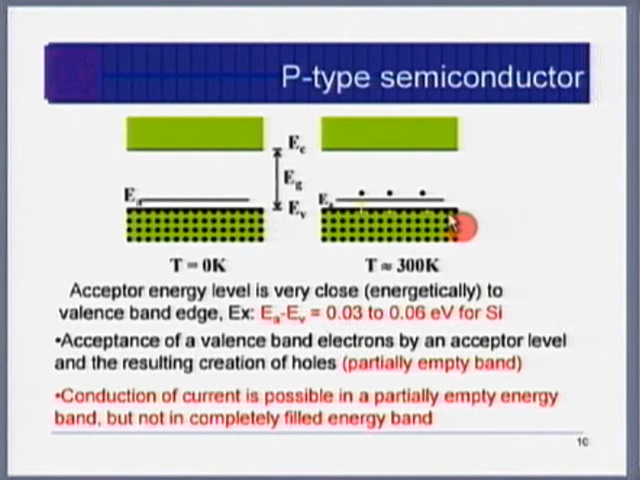 P-type semiconductor
Ec
Eg
Ea
Ev
Ea
T = 0K
T ≈ 300K
Acceptor energy level is very close (energetically) to
valence band edge, Ex: Ea-Ev = 0.03 to 0.06 eV for Si
•Acceptance of a valence band electrons by an acceptor level
and the resulting creation of holes (partially empty band)
•Conduction of current is possible in a partially empty energy
band, but not in completely filled energy band
10